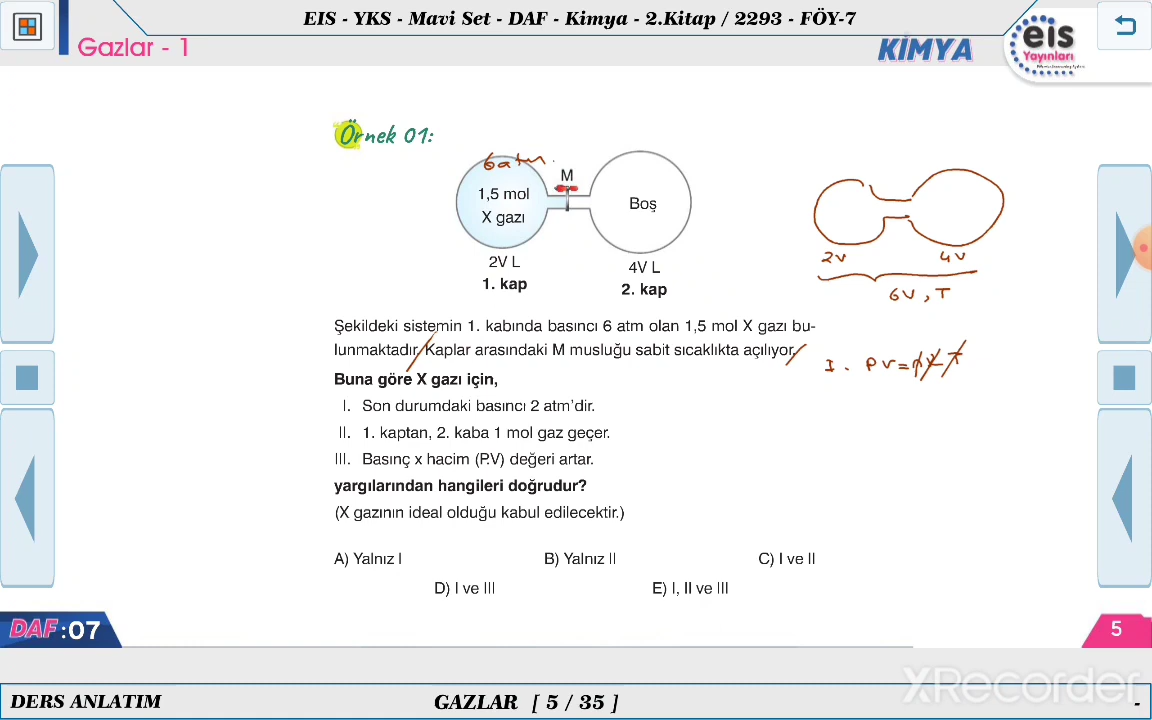 EIS - YKS - Mavi Set - DAF - Kimya - 2.Kitap / 2293 - FÖY-7
Gazlar - 1
KİMYA
eis
Yayınları
Örnek 01:
6 atm.
M
1,5 mol
X gazı
Boş
2V L
4V L
1. kap
2. kap
2V
4V
6V, T
Şekildeki sistemin 1. kabında basıncı 6 atm olan 1,5 mol X gazı bu-
lunmaktadır. Kaplar arasındaki M musluğu sabit sıcaklıkta açılıyor.
I. PV=nRT
Buna göre X gazı için,
I. Son durumdaki basıncı 2 atm'dir.
II. 1. kaptan, 2. kaba 1 mol gaz geçer.
III. Basınç x hacim (P.V) değeri artar.
yargılarından hangileri doğrudur?
(X gazının ideal olduğu kabul edilecektir.)
A) Yalnız I
B) Yalnız II
C) I ve II
D) I ve III
E) I, II ve III
DAF:07
5
XRecorder
DERS ANLATIM
GAZLAR [ 5 / 35 ]
-